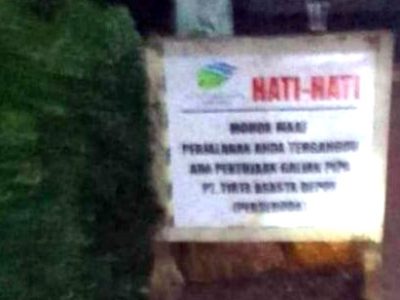 HATI-HATI
MOHON MAAF
PERJALANAN ANDA TERGANGGU
ADA PEKERJAAN GALIAN PIPA
PT. TIRTA ASASTA DEPOK
(PERSERODA)